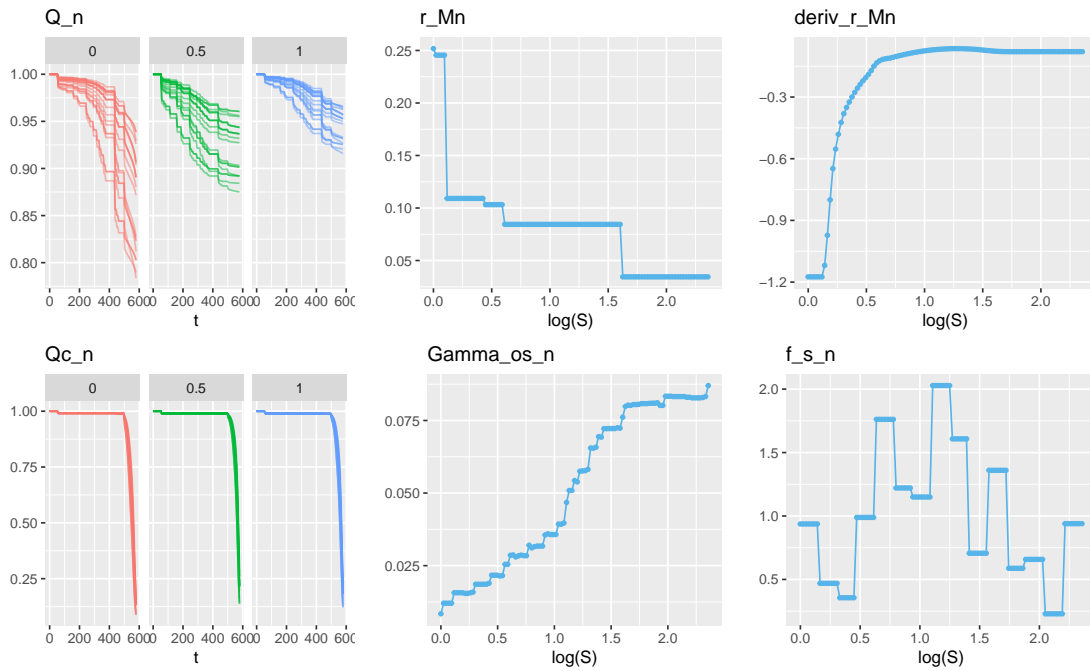 Q_n
0 0.5 1
1.00
0.95
0.90
0.85
0.80
0 200 400 600 0 200 400 600 0 200 400 600
t
r_Mn
0.25
0.20
0.15
0.10
0.05
0.0 0.5 1.0 1.5 2.0
log(S)
deriv_r_Mn
−0.3
−0.6
−0.9
−1.2
0.0 0.5 1.0 1.5 2.0
log(S)
Qc_n
0 0.5 1
1.00
0.75
0.50
0.25
0 200 400 600 0 200 400 600 0 200 400 600
t
Gamma_os_n
0.075
0.050
0.025
0.0 0.5 1.0 1.5 2.0
log(S)
f_s_n
2.0
1.5
1.0
0.5
0.0 0.5 1.0 1.5 2.0
log(S)